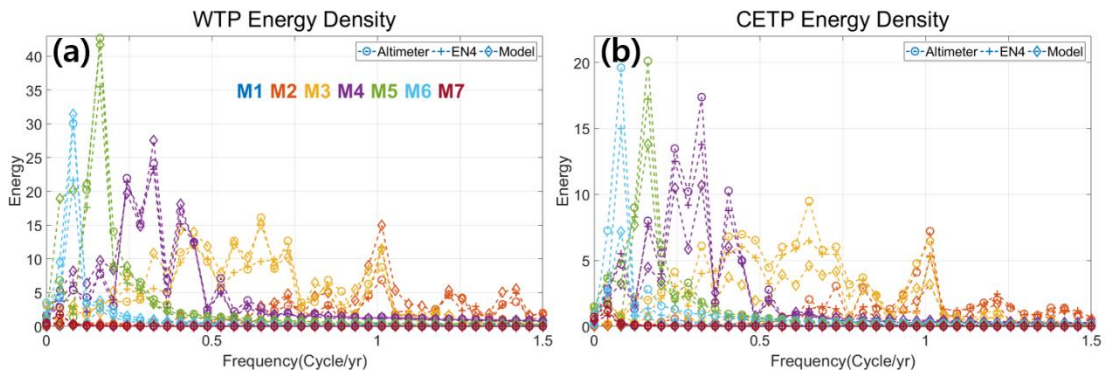 WTP Energy Density
(a)
Altimeter EN4 Model
M1 M2 M3 M4 M5 M6 M7
Energy
40
35
30
25
20
15
10
5
0
0 0.5 1 1.5
Frequency(Cycle/yr)
CETP Energy Density
(b)
Altimeter EN4 Model
Energy
20
15
10
5
0
0 0.5 1 1.5
Frequency(Cycle/yr)